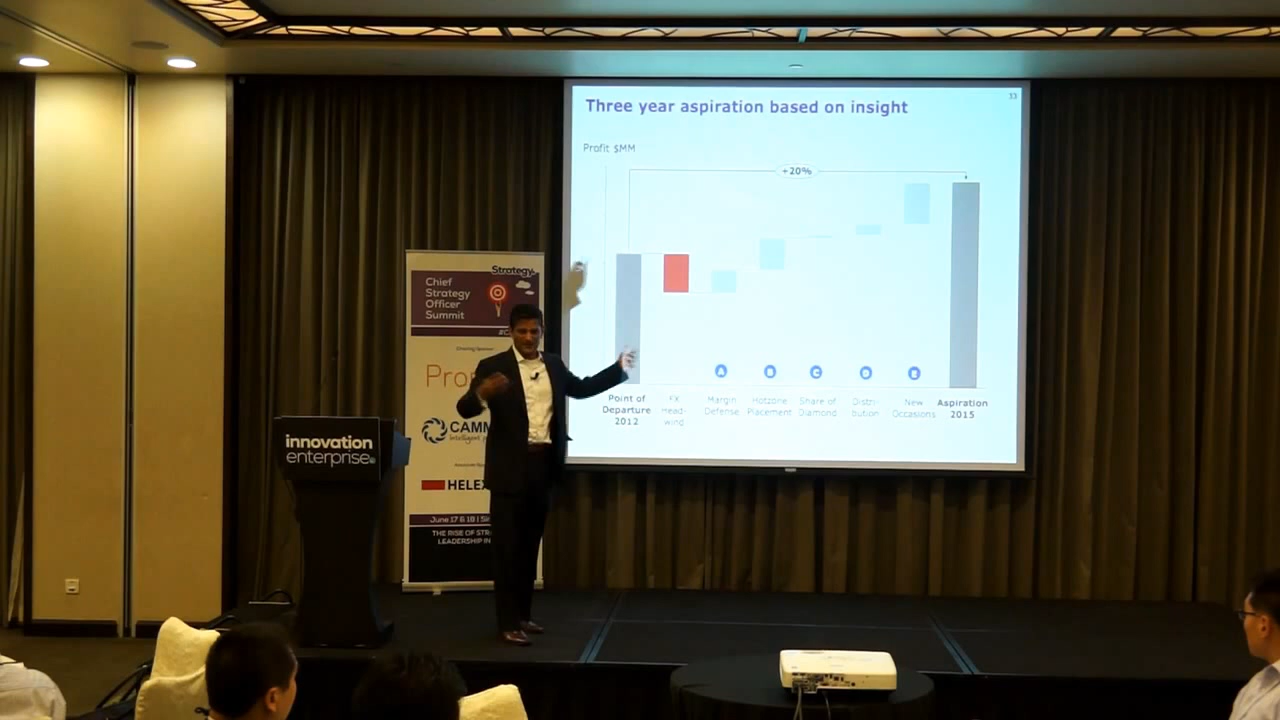 33
Three year aspiration based on insight
Profit $MM
+20%
A B C D E
Point of
Departure
2012
FX
Head-
wing
Margin
Defense
Hotzone
Placement
Share of
Diamond
Distri-
bution
New
Occasions
Aspiration
2015
Strategy
Chief
Strategy
Officer
Summit
CAMM
HELEX
June 17 & 18 |
THE RISE OF
LEADERSHIP IN
innovation
enterprise